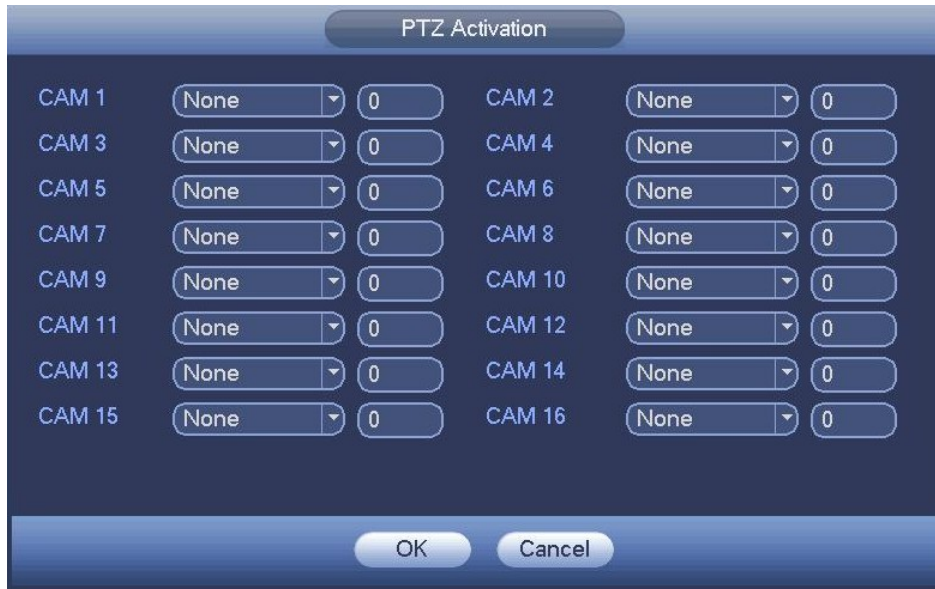 PTZ Activation
CAM 1 None 0 CAM 2 None 0
CAM 3 None 0 CAM 4 None 0
CAM 5 None 0 CAM 6 None 0
CAM 7 None 0 CAM 8 None 0
CAM 9 None 0 CAM 10 None 0
CAM 11 None 0 CAM 12 None 0
CAM 13 None 0 CAM 14 None 0
CAM 15 None 0 CAM 16 None 0
OK Cancel